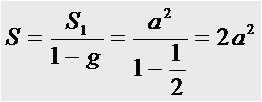 S = S₁/(1 − g) = a²/(1 − 1/2) = 2a²